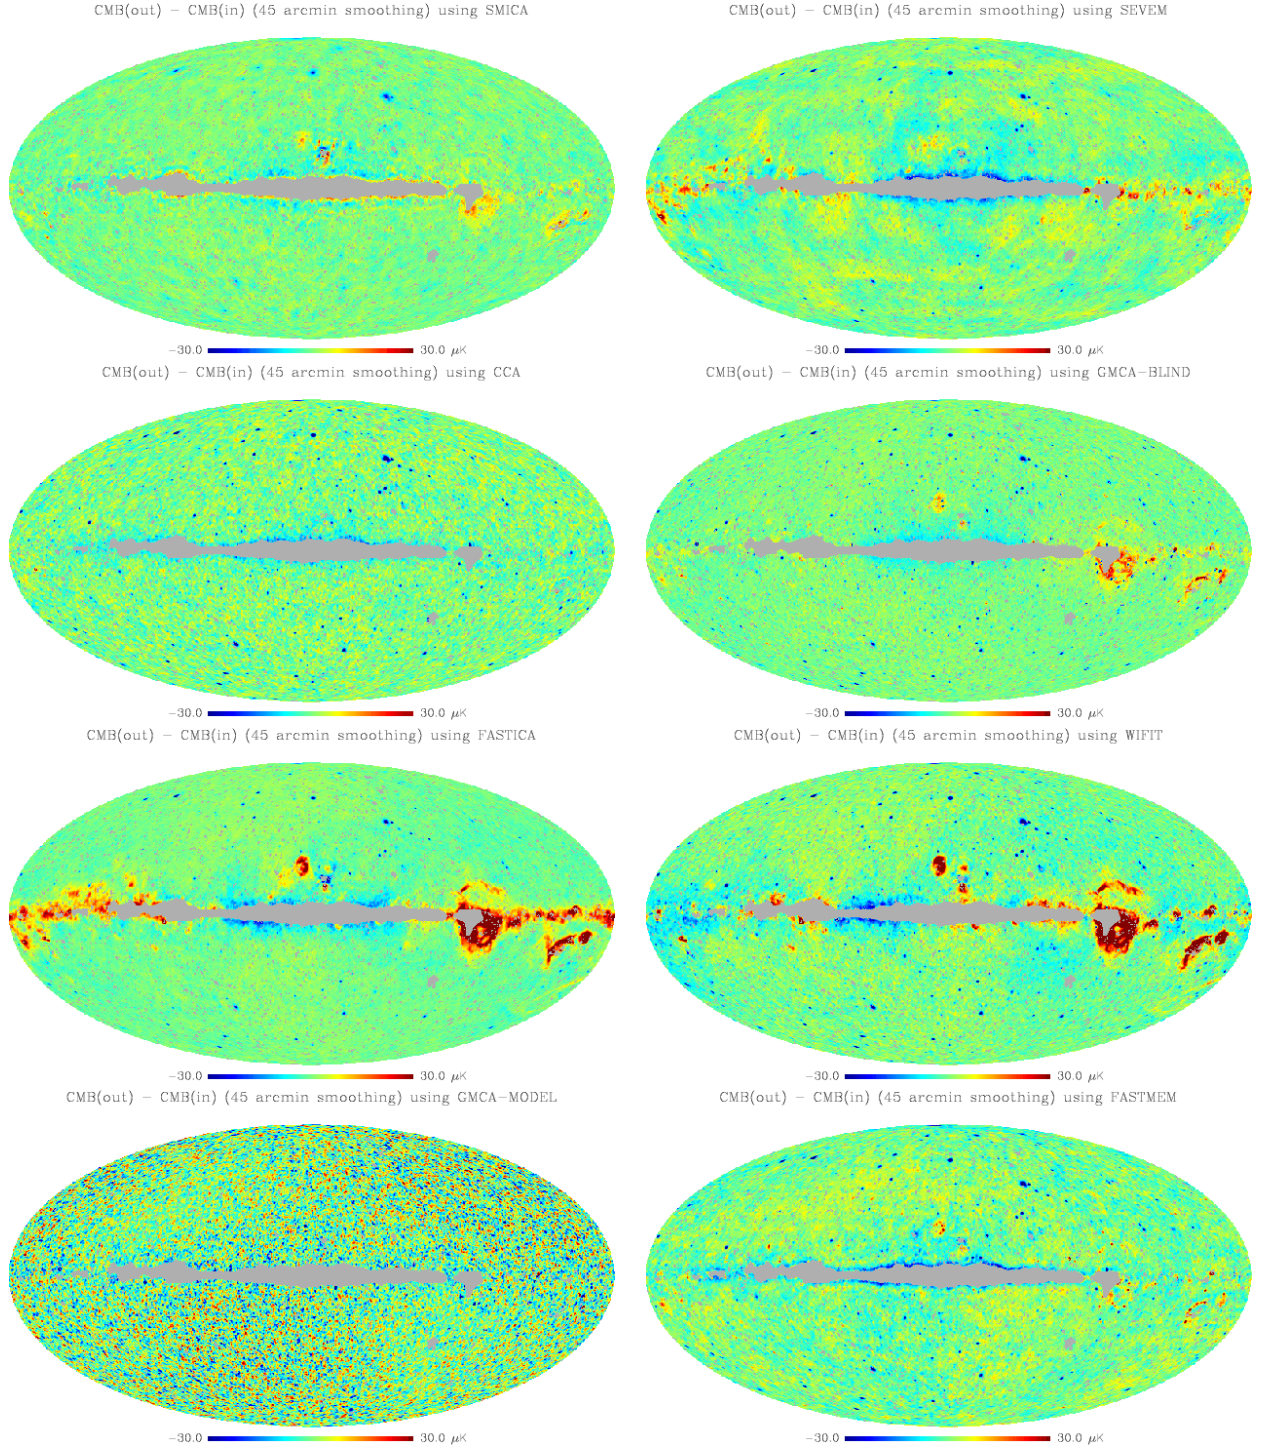 CMB(out) − CMB(in) (45 arcmin smoothing) using SMICA
CMB(out) − CMB(in) (45 arcmin smoothing) using SEVEM
−30.0 30.0 μK
−30.0 30.0 μK
CMB(out) − CMB(in) (45 arcmin smoothing) using CCA
CMB(out) − CMB(in) (45 arcmin smoothing) using GMCA−BLIND
−30.0 30.0 μK
−30.0 30.0 μK
CMB(out) − CMB(in) (45 arcmin smoothing) using FASTICA
CMB(out) − CMB(in) (45 arcmin smoothing) using WIFIT
−30.0 30.0 μK
−30.0 30.0 μK
CMB(out) − CMB(in) (45 arcmin smoothing) using GMCA−MODEL
CMB(out) − CMB(in) (45 arcmin smoothing) using FASTMEM
−30.0 30.0 μK
−30.0 30.0 μK